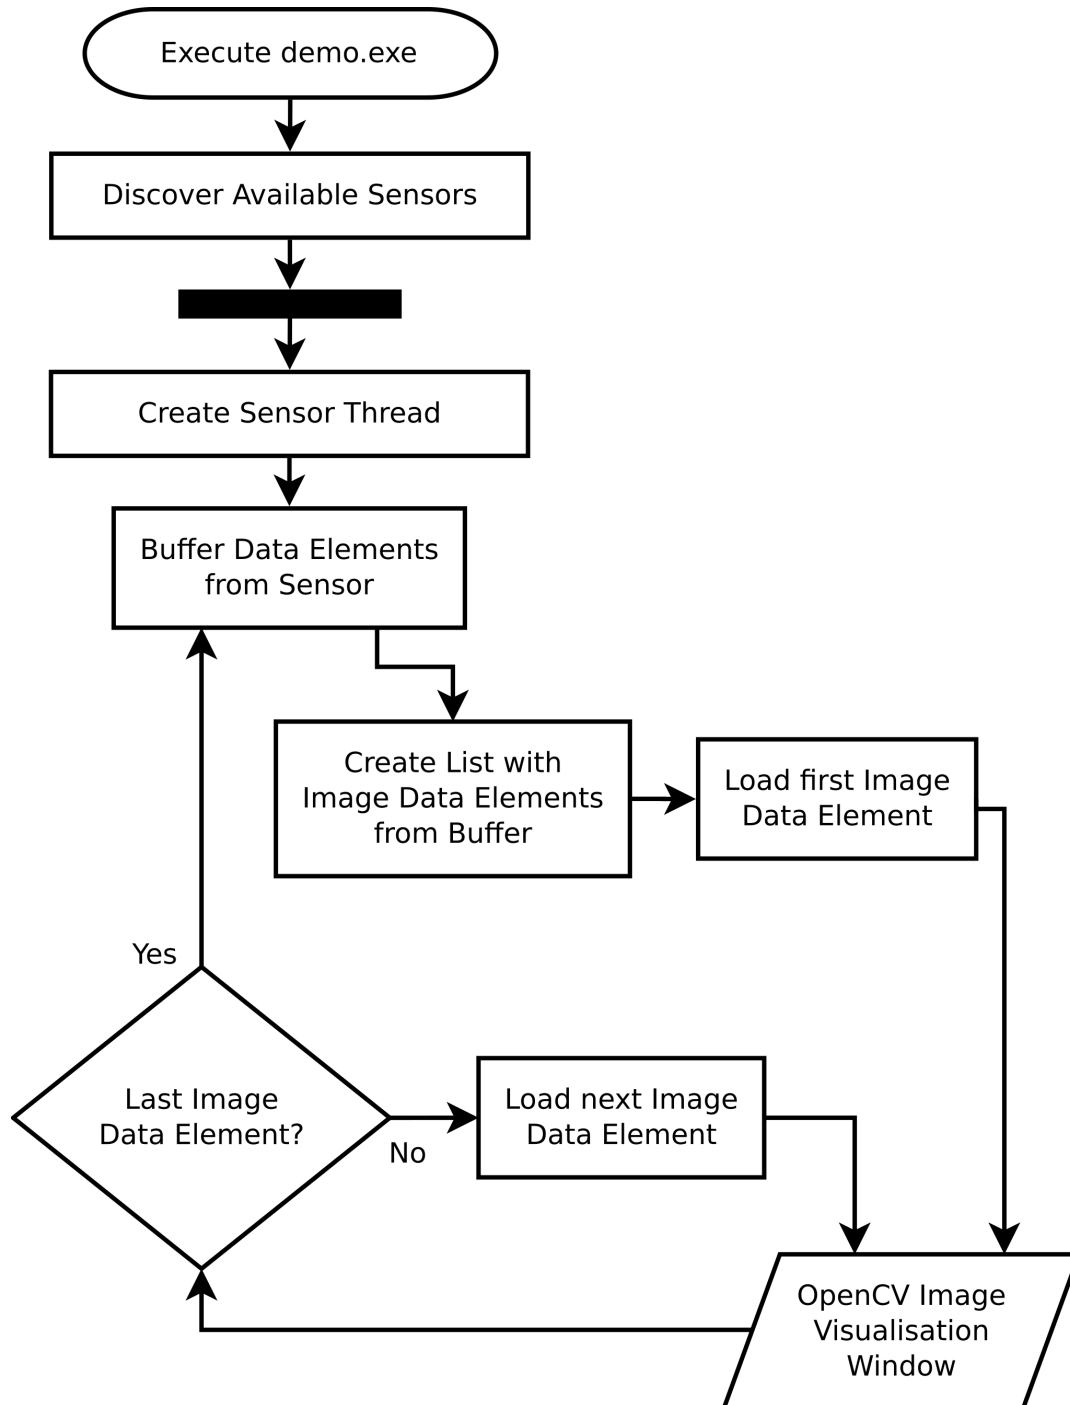 Execute demo.exe
Discover Available Sensors
Create Sensor Thread
Buffer Data Elements
from Sensor
Create List with
Image Data Elements
from Buffer
Load first Image
Data Element
Yes
Last Image
Data Element?
No
Load next Image
Data Element
OpenCV Image
Visualisation
Window